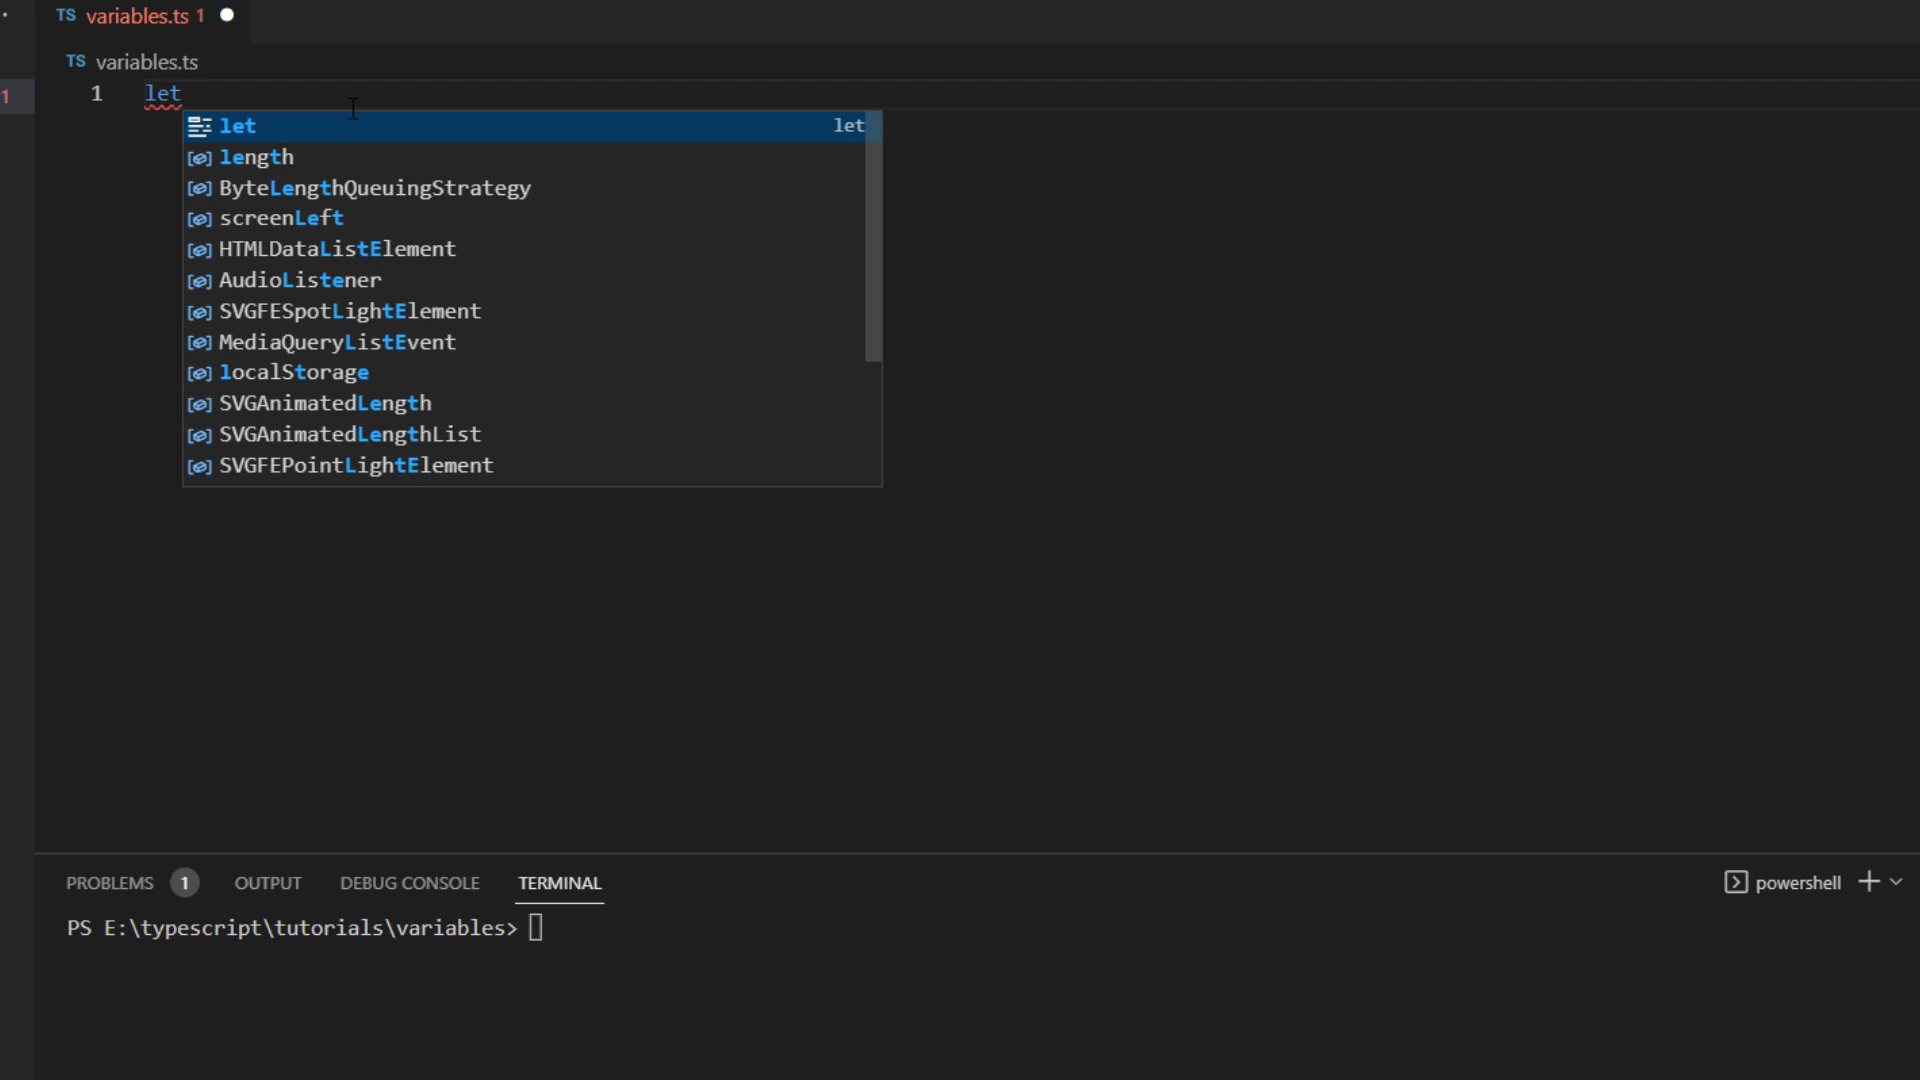 TS variables.ts 1
TS variables.ts
1
1 let
let let
length
ByteLengthQueuingStrategy
screenLeft
HTMLDataListElement
AudioListener
SVGFESpotLightElement
MediaQueryListEvent
localStorage
SVGAnimatedLength
SVGAnimatedLengthList
SVGFEPointLightElement
PROBLEMS 1 OUTPUT DEBUG CONSOLE TERMINAL powershell
PS E:\typescript\tutorials\variables>